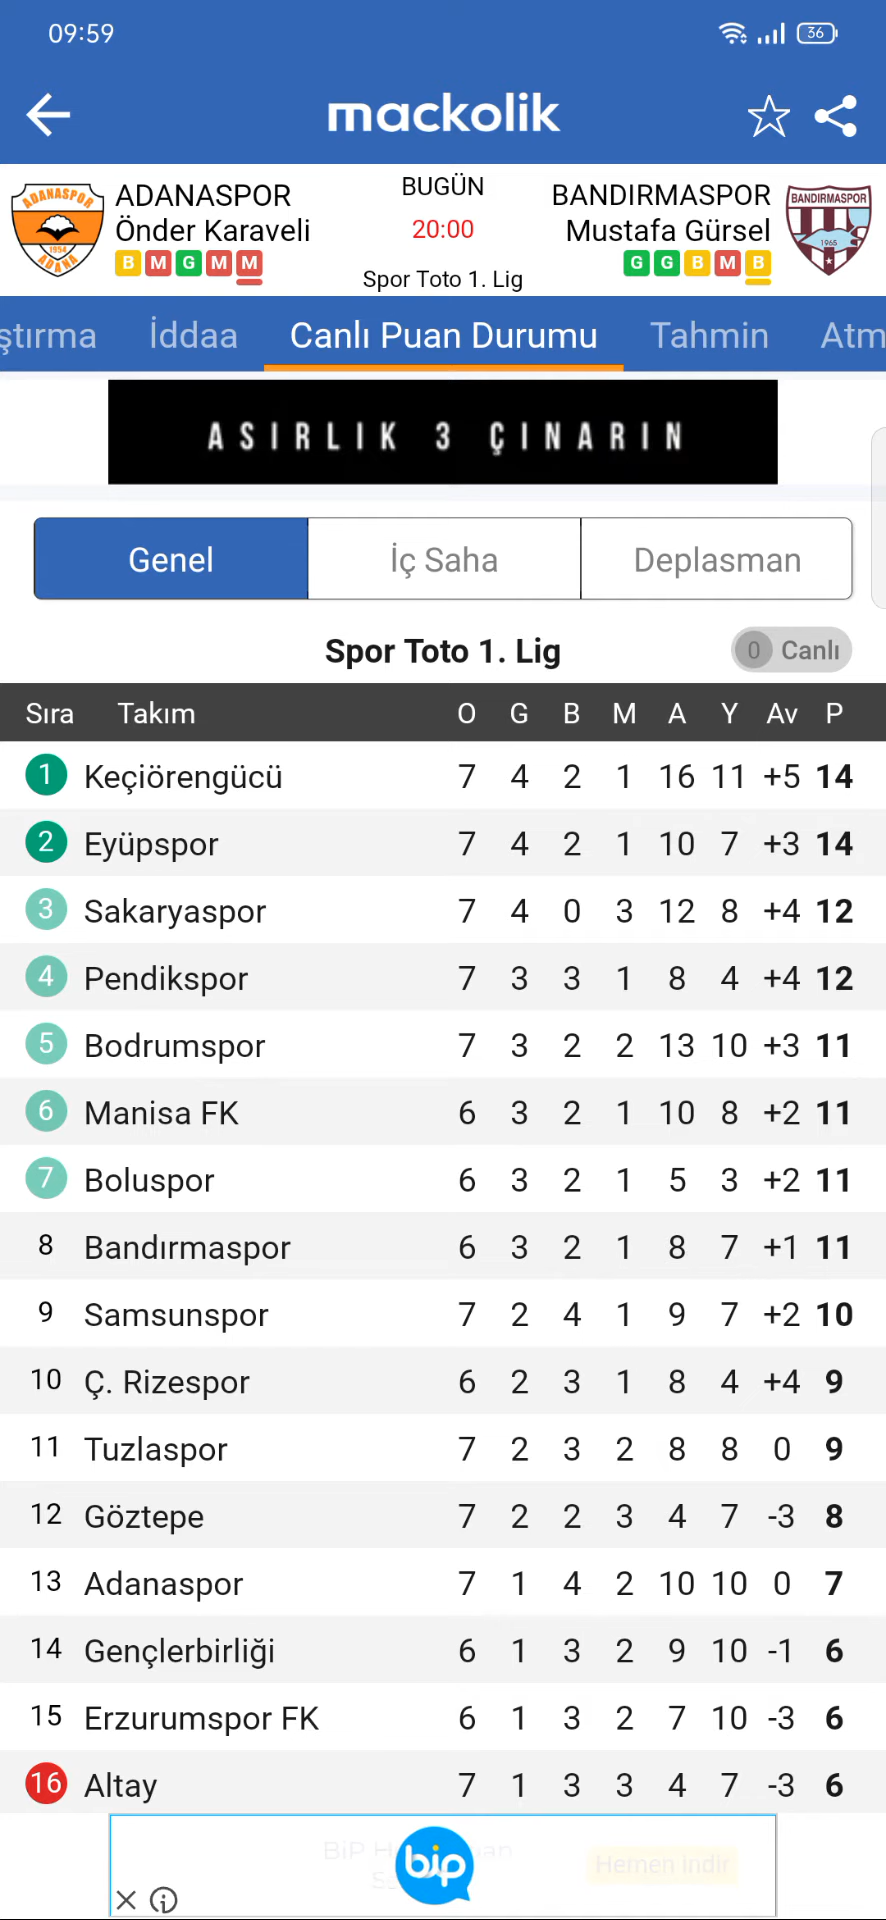 09:59
36
mackolik
ADANASPOR
Önder Karaveli
B M G M M
BUGÜN
20:00
Spor Toto 1. Lig
BANDIRMASPOR
Mustafa Gürsel
G G B M B
ADANASPOR
1954
ADANA
BANDIRMASPOR
1965
ştırma İddaa Canlı Puan Durumu Tahmin Atm
ASIRLIK 3 ÇINARIN
Genel İç Saha Deplasman
Spor Toto 1. Lig
0 Canlı
Sıra Takım O G B M A Y Av P
1 Keçiörengücü 7 4 2 1 16 11 +5 14
2 Eyüpspor 7 4 2 1 10 7 +3 14
3 Sakaryaspor 7 4 0 3 12 8 +4 12
4 Pendikspor 7 3 3 1 8 4 +4 12
5 Bodrumspor 7 3 2 2 13 10 +3 11
6 Manisa FK 6 3 2 1 10 8 +2 11
7 Boluspor 6 3 2 1 5 3 +2 11
8 Bandırmaspor 6 3 2 1 8 7 +1 11
9 Samsunspor 7 2 4 1 9 7 +2 10
10 Ç. Rizespor 6 2 3 1 8 4 +4 9
11 Tuzlaspor 7 2 3 2 8 8 0 9
12 Göztepe 7 2 2 3 4 7 -3 8
13 Adanaspor 7 1 4 2 10 10 0 7
14 Gençlerbirliği 6 1 3 2 9 10 -1 6
15 Erzurumspor FK 6 1 3 2 7 10 -3 6
16 Altay 7 1 3 3 4 7 -3 6
BiP
bip
Hemen indir